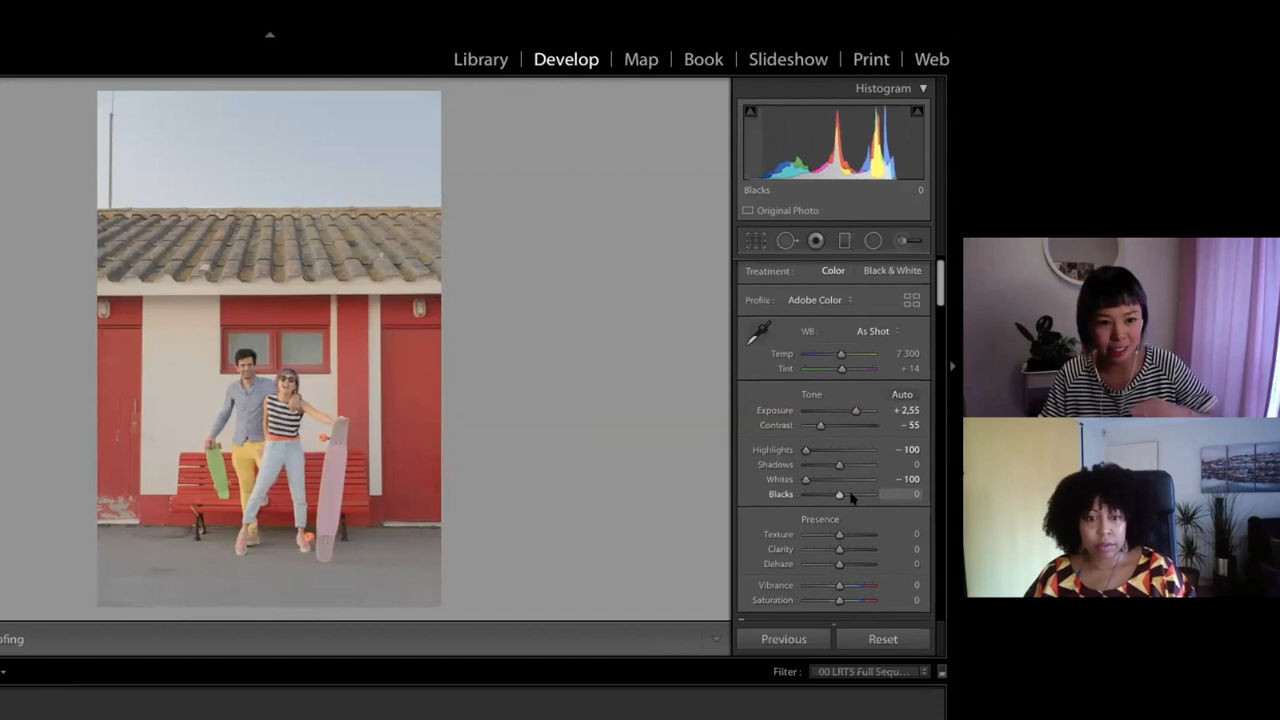 Library | Develop | Map | Book | Slideshow | Print | Web
Histogram
Blacks 0
Original Photo
Treatment : Color Black & White
Profile : Adobe Color
WB : As Shot
Temp 7 300
Tint + 14
Tone Auto
Exposure + 2,55
Contrast − 55
Highlights − 100
Shadows 0
Whites − 100
Blacks 0
Presence
Texture 0
Clarity 0
Dehaze 0
Vibrance 0
Saturation 0
ofing
Previous Reset
Filter : 00 LRTS Full Sequ...